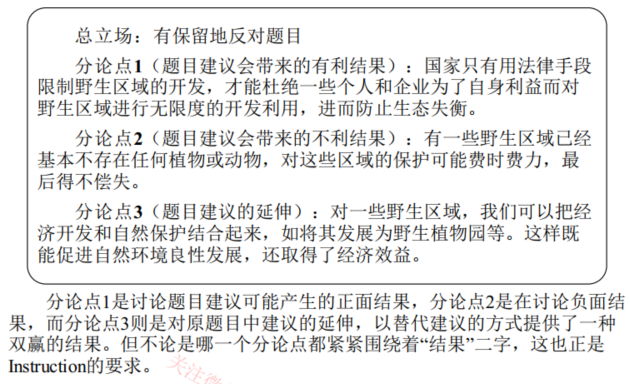 总立场：有保留地反对题目
分论点1（题目建议会带来的有利结果）：国家只有用法律手段
限制野生区域的开发，才能杜绝一些个人和企业为了自身利益而对
野生区域进行无限度的开发利用，进而防止生态失衡。
分论点2（题目建议会带来的不利结果）：有一些野生区域已经
基本不存在任何植物或动物，对这些区域的保护可能费时费力，最
后得不偿失。
分论点3（题目建议的延伸）：对一些野生区域，我们可以把经
济开发和自然保护结合起来，如将其发展为野生植物园等。这样既
能促进自然环境良性发展，还取得了经济效益。
分论点1是讨论题目建议可能产生的正面结果，分论点2是在讨论负面结
果，而分论点3则是对原题目中建议的延伸，以替代建议的方式提供了一种
双赢的结果。但不论是哪一个分论点都紧紧围绕着“结果”二字，这也正是
Instruction的要求。
关注微